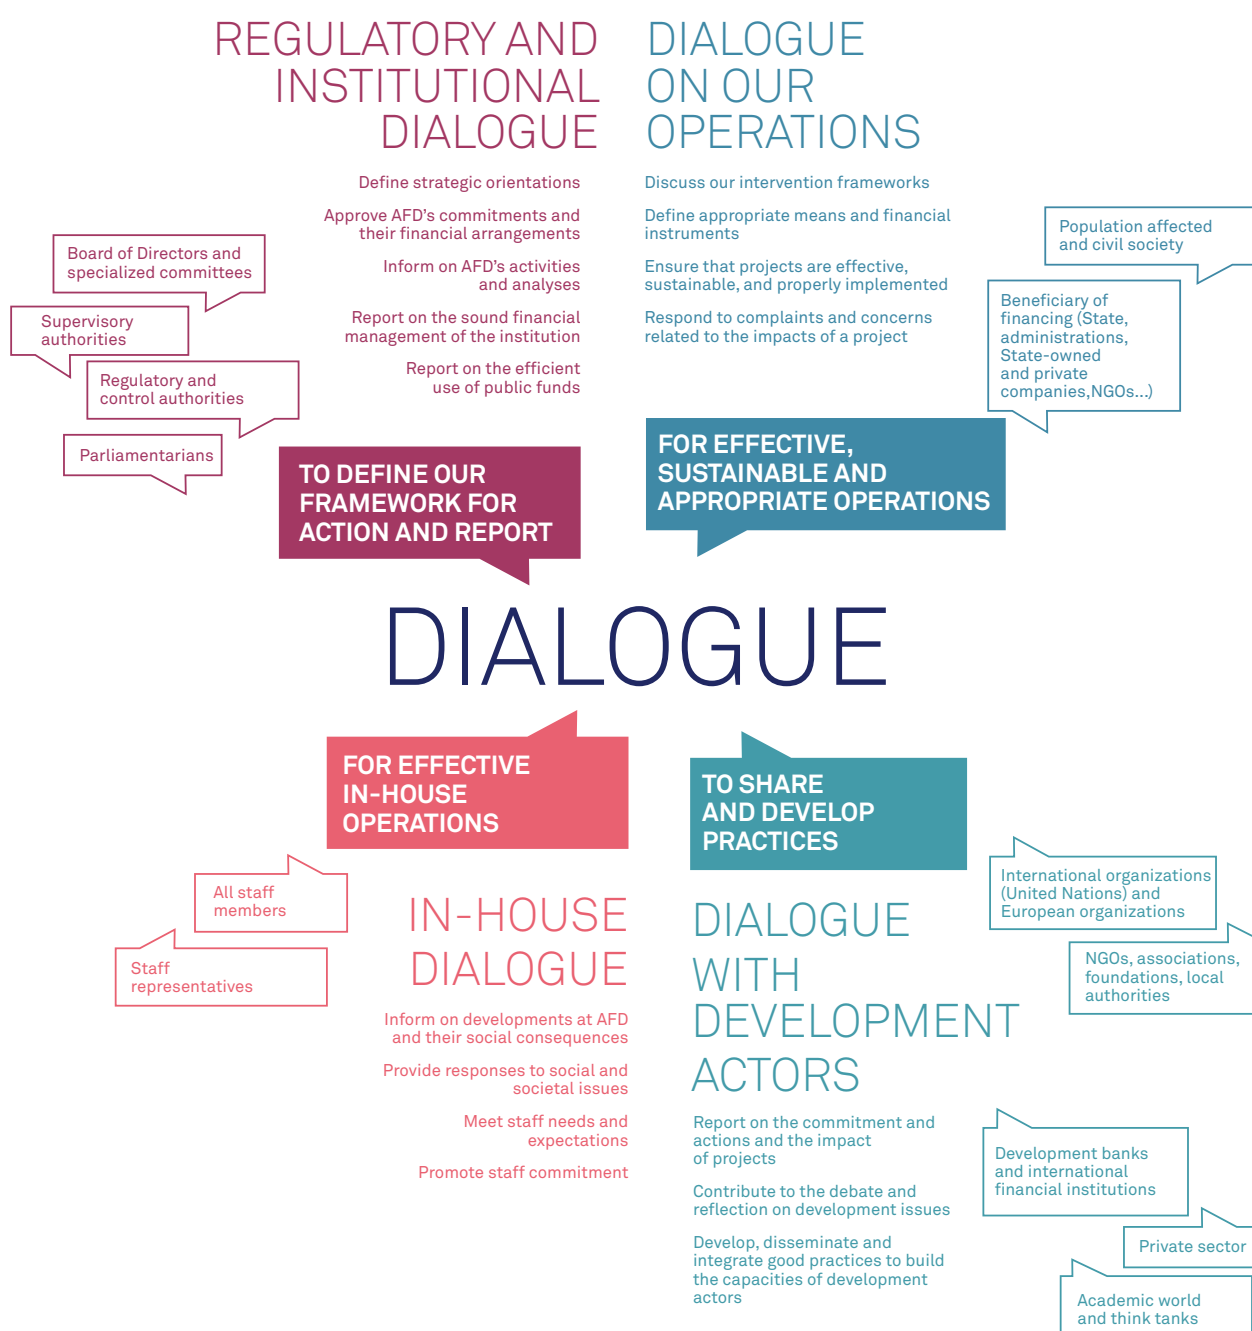 REGULATORY AND
INSTITUTIONAL
DIALOGUE
Define strategic orientations
Approve AFD's commitments and
their financial arrangements
Inform on AFD's activities
and analyses
Report on the sound financial
management of the institution
Report on the efficient
use of public funds
Board of Directors and
specialized committees
Supervisory
authorities
Regulatory and
control authorities
Parliamentarians
TO DEFINE OUR
FRAMEWORK FOR
ACTION AND REPORT
DIALOGUE
ON OUR
OPERATIONS
Discuss our intervention frameworks
Define appropriate means and financial
instruments
Ensure that projects are effective,
sustainable, and properly implemented
Respond to complaints and concerns
related to the impacts of a project
Population affected
and civil society
Beneficiary of
financing (State,
administrations,
State-owned
and private
companies,NGOs...)
FOR EFFECTIVE,
SUSTAINABLE AND
APPROPRIATE OPERATIONS
DIALOGUE
FOR EFFECTIVE
IN-HOUSE
OPERATIONS
All staff
members
Staff
representatives
IN-HOUSE
DIALOGUE
Inform on developments at AFD
and their social consequences
Provide responses to social and
societal issues
Meet staff needs and
expectations
Promote staff commitment
TO SHARE
AND DEVELOP
PRACTICES
DIALOGUE
WITH
DEVELOPMENT
ACTORS
Report on the commitment and
actions and the impact
of projects
Contribute to the debate and
reflection on development issues
Develop, disseminate and
integrate good practices to build
the capacities of development
actors
International organizations
(United Nations) and
European organizations
NGOs, associations,
foundations, local
authorities
Development banks
and international
financial institutions
Private sector
Academic world
and think tanks